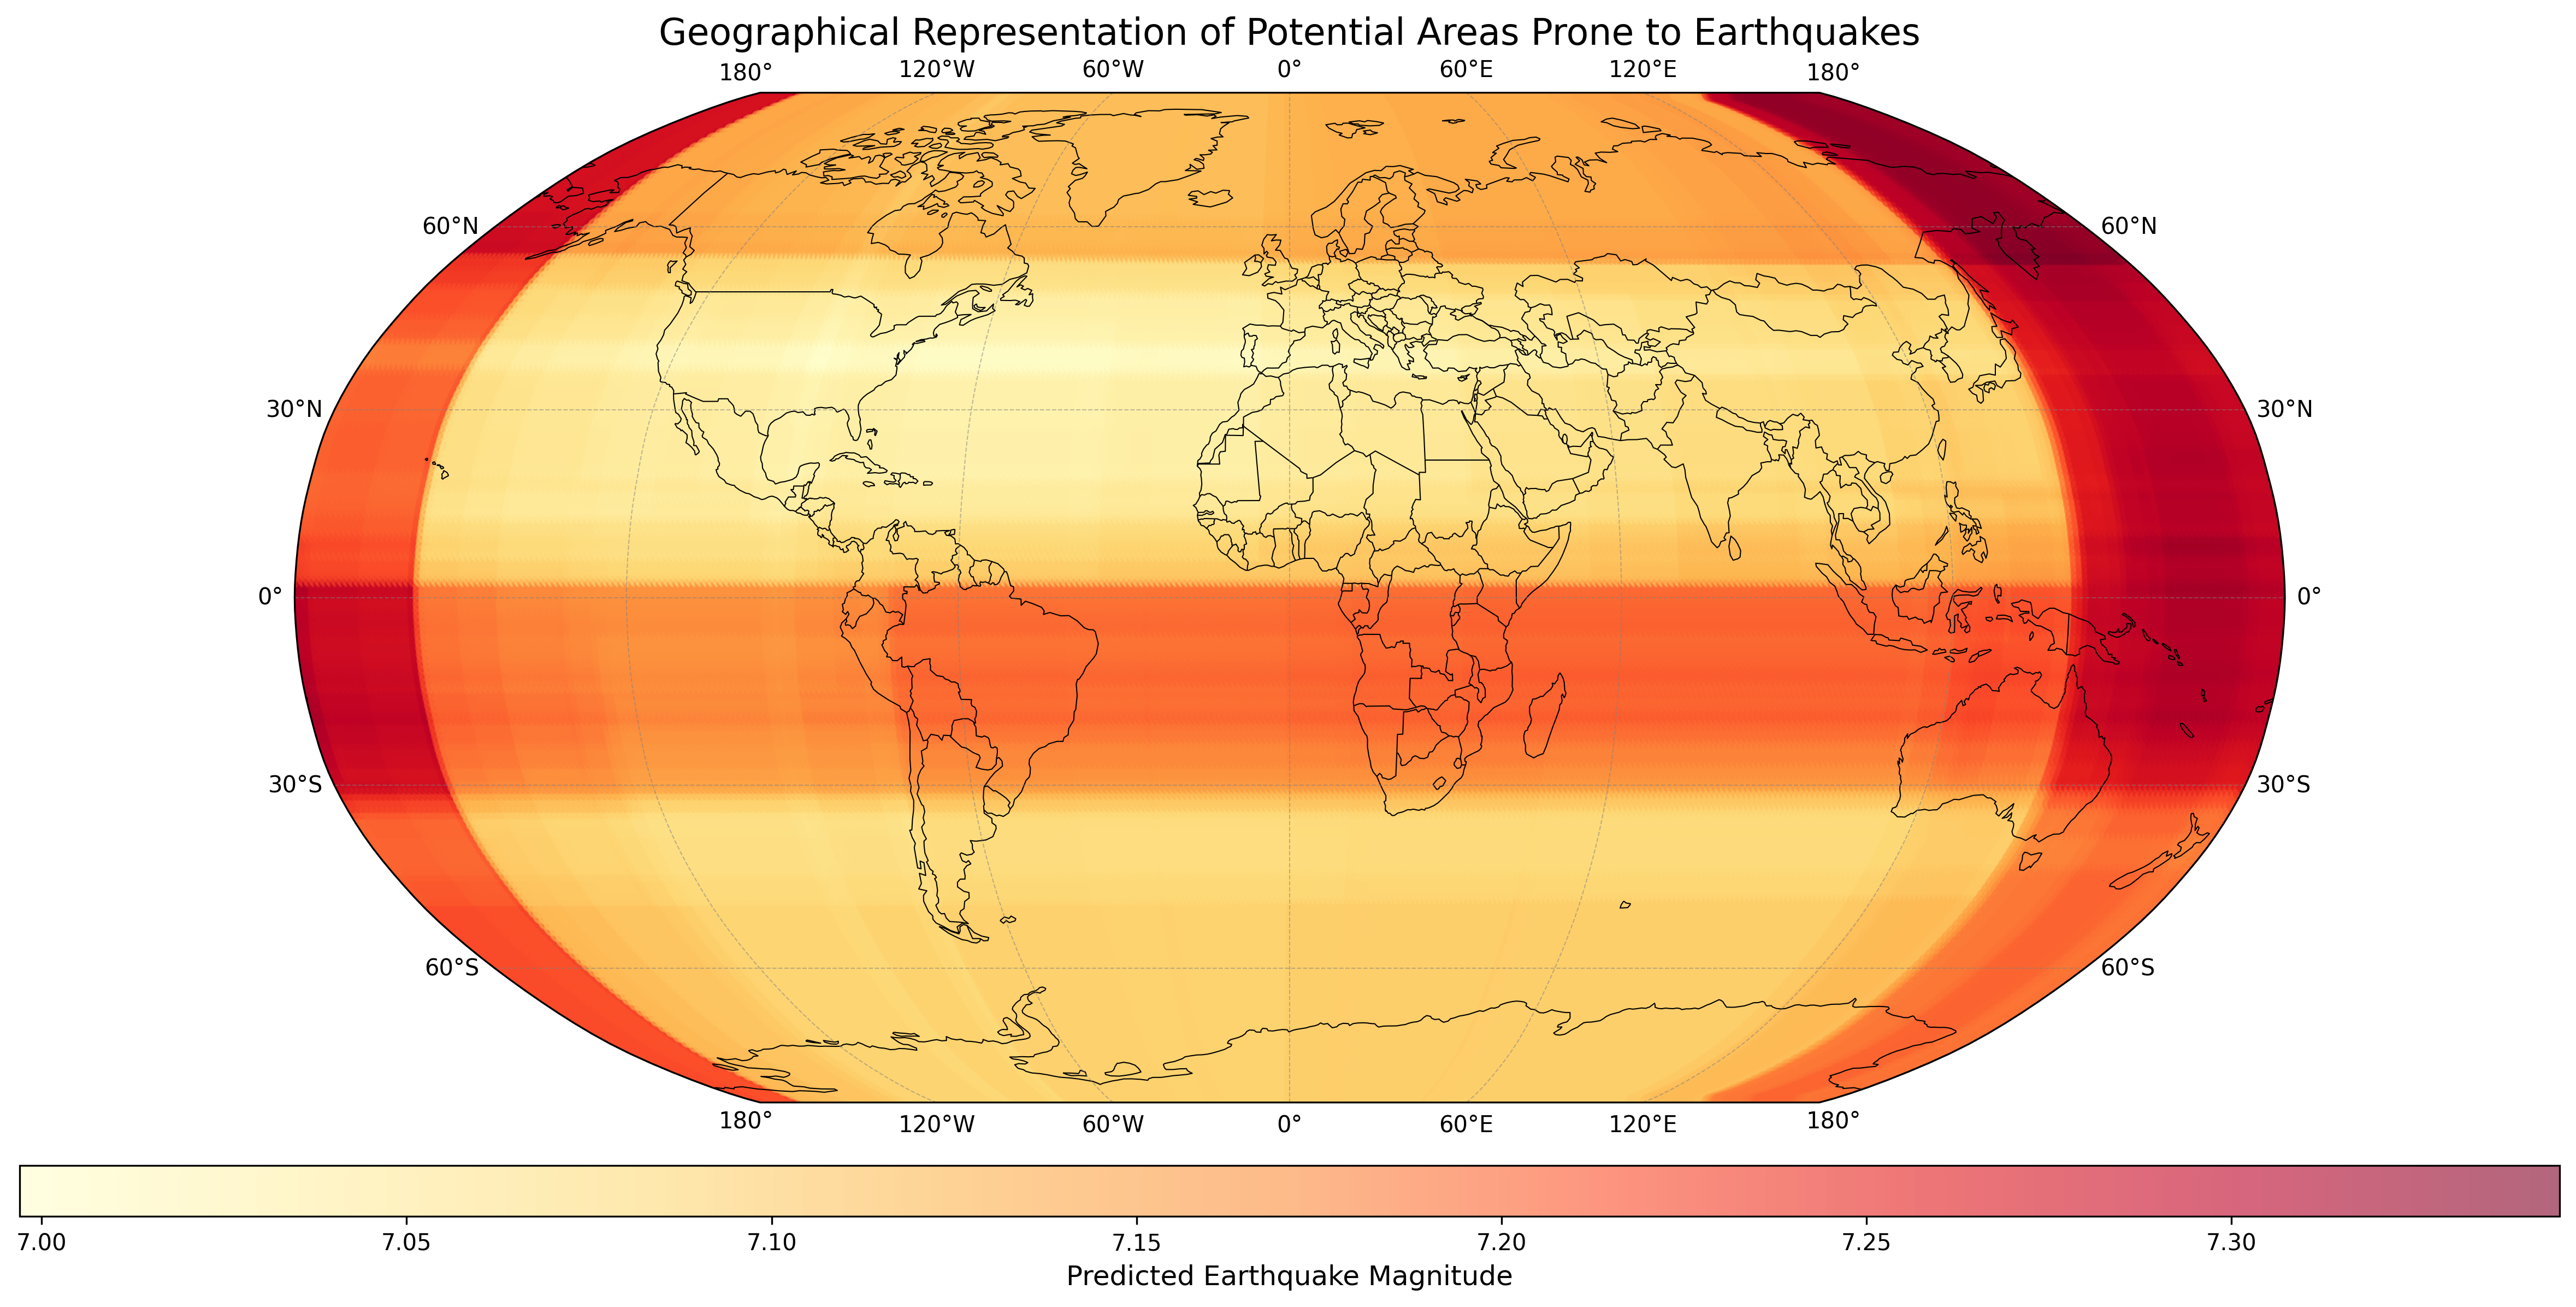 Geographical Representation of Potential Areas Prone to Earthquakes
180° 120°W 60°W 0° 60°E 120°E 180°
60°N 60°N
30°N 30°N
0° 0°
30°S 30°S
60°S 60°S
180° 120°W 60°W 0° 60°E 120°E 180°
7.00 7.05 7.10 7.15 7.20 7.25 7.30
Predicted Earthquake Magnitude